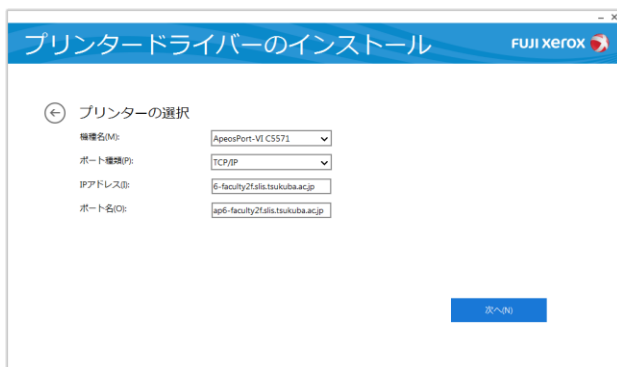 プリンタードライバーのインストール
FUJI xerox
プリンターの選択
機種名(M): ApeosPort-VI C5571
ポート種類(P): TCP/IP
IPアドレス(I): 6-faculty2f.slis.tsukuba.ac.jp
ポート名(O): ap6-faculty2f.slis.tsukuba.ac.jp
次へ(N)